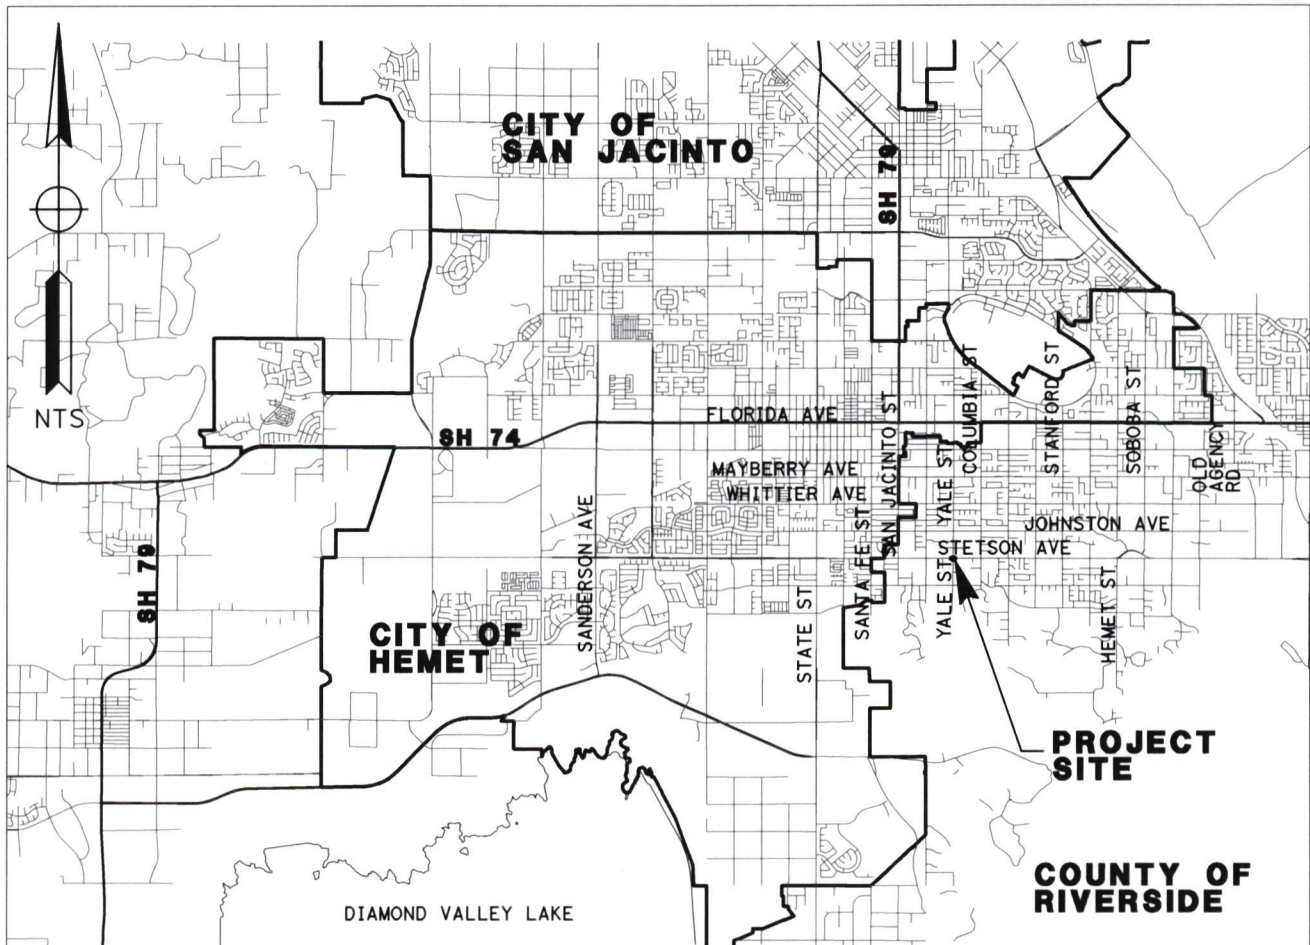 CITY OF
SAN JACINTO
SH 79
NTS
FLORIDA AVE
SH 74
MAYBERRY AVE
WHITTIER AVE
SAN JACINTO ST
COLUMBIA ST
STANFORD ST
SOBOBA ST
OLD
AGENCY
RD
YALE ST
JOHNSTON AVE
STETSON AVE
SH 79
SANDERSON AVE
SANTA FE ST
YALE ST
HEMET ST
STATE ST
CITY OF
HEMET
PROJECT
SITE
COUNTY OF
RIVERSIDE
DIAMOND VALLEY LAKE